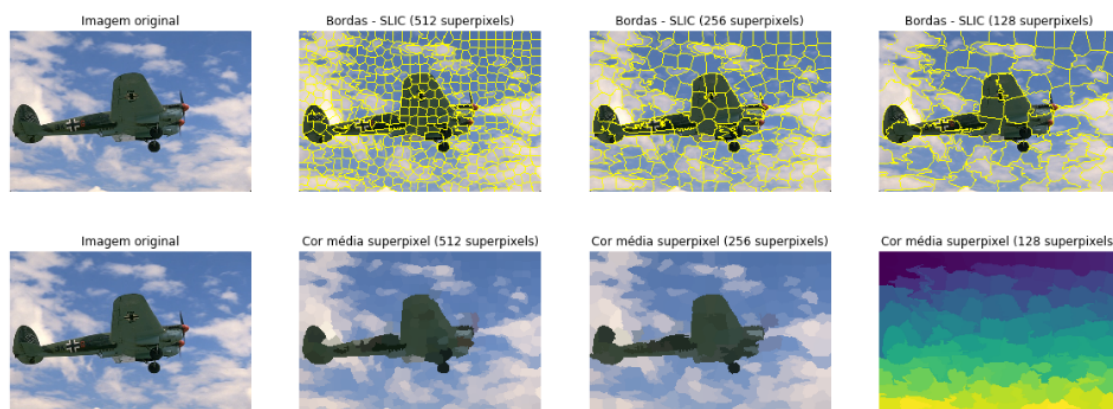 Imagem original
Bordas - SLIC (512 superpixels)
Bordas - SLIC (256 superpixels)
Bordas - SLIC (128 superpixels)
Imagem original
Cor média superpixel (512 superpixels)
Cor média superpixel (256 superpixels)
Cor média superpixel (128 superpixels